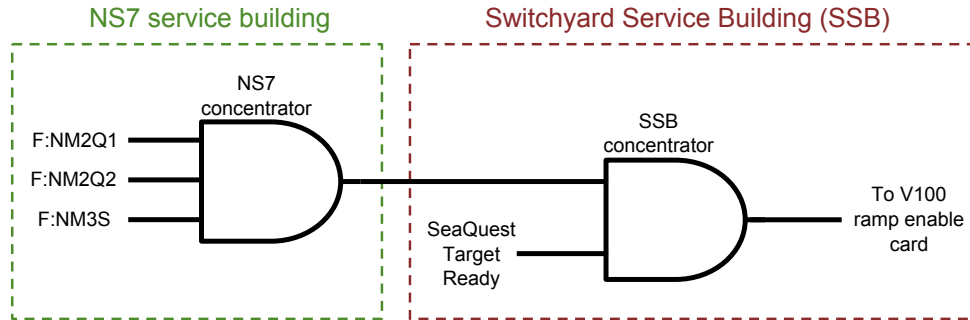 NS7 service building
Switchyard Service Building (SSB)
NS7
concentrator
F:NM2Q1
F:NM2Q2
F:NM3S
SSB
concentrator
SeaQuest
Target
Ready
To V100
ramp enable
card